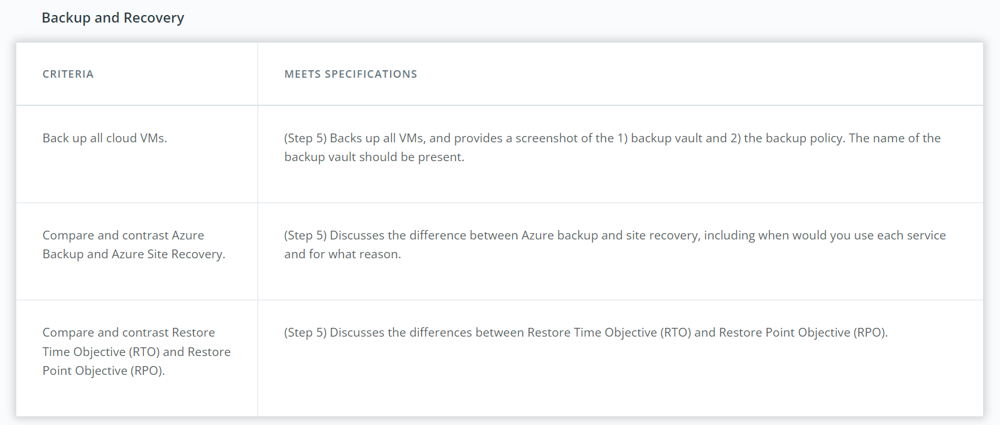 Backup and Recovery
CRITERIA
MEETS SPECIFICATIONS
Back up all cloud VMs.
(Step 5) Backs up all VMs, and provides a screenshot of the 1) backup vault and 2) the backup policy. The name of the
backup vault should be present.
Compare and contrast Azure
Backup and Azure Site Recovery.
(Step 5) Discusses the difference between Azure backup and site recovery, including when would you use each service
and for what reason.
Compare and contrast Restore
Time Objective (RTO) and Restore
Point Objective (RPO).
(Step 5) Discusses the differences between Restore Time Objective (RTO) and Restore Point Objective (RPO).